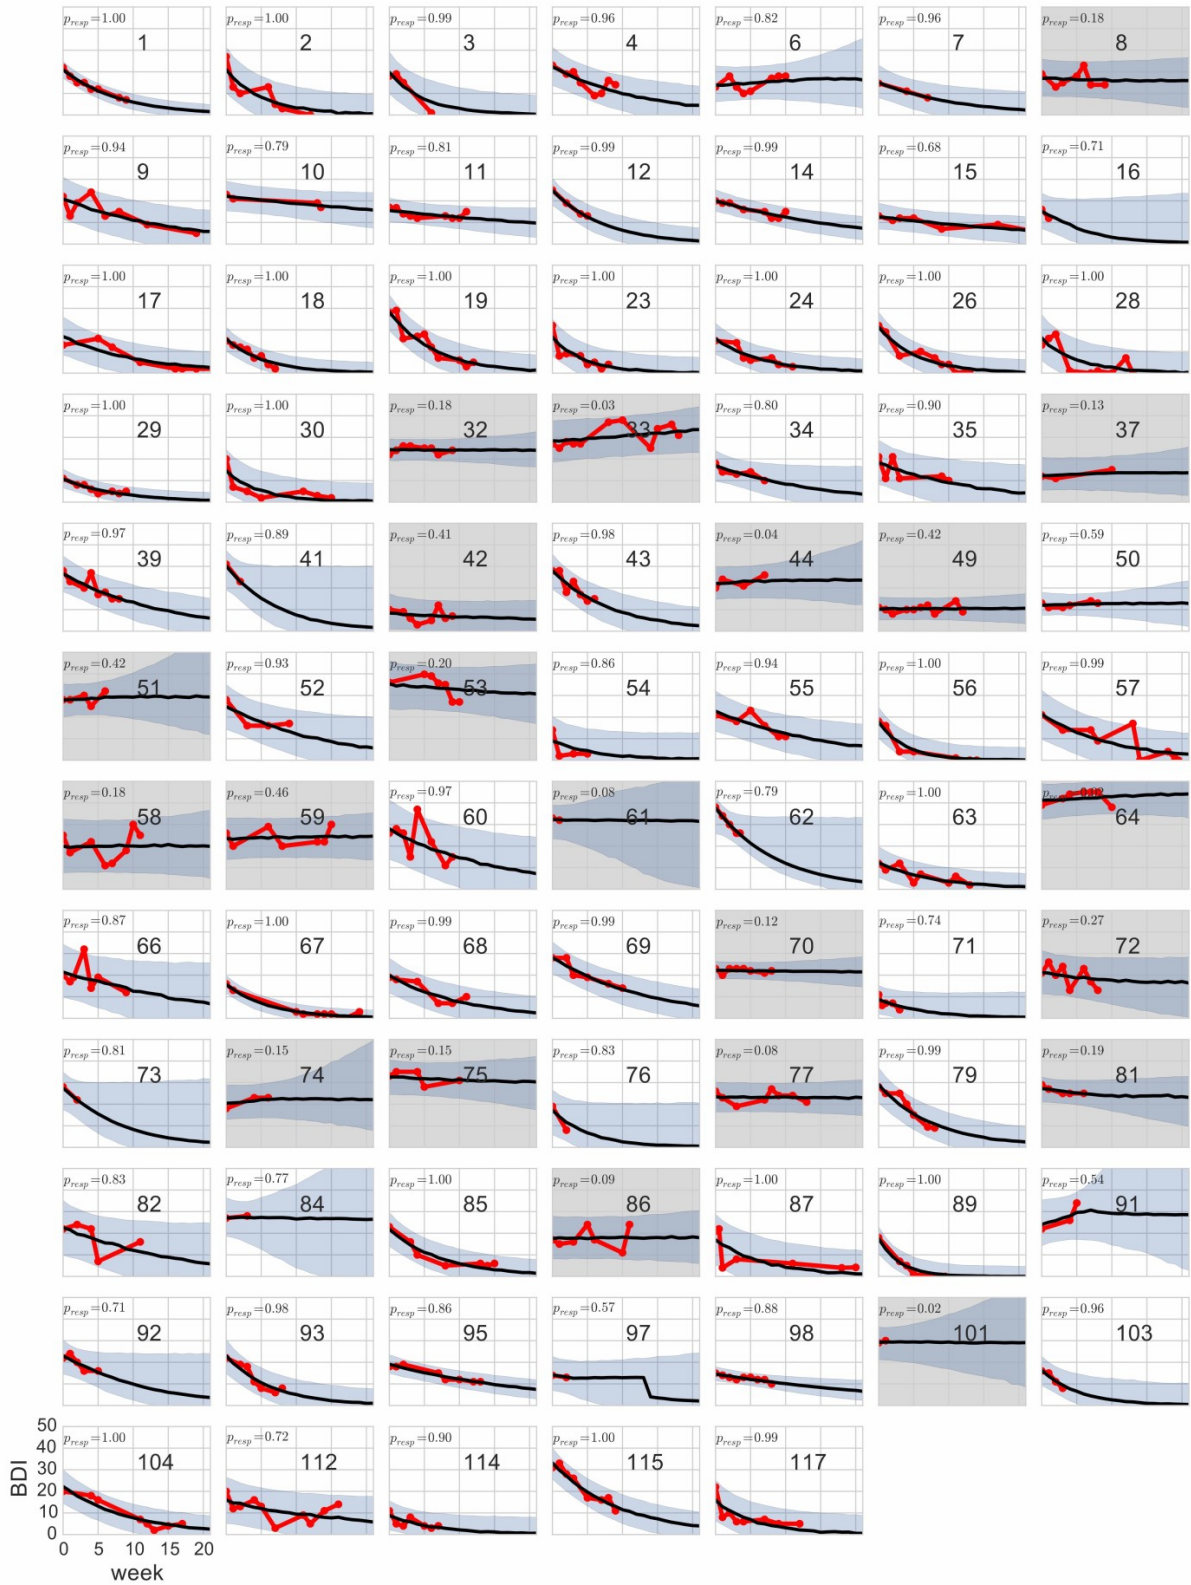 p_resp=1.00 p_resp=1.00 p_resp=0.99 p_resp=0.96 p_resp=0.82 p_resp=0.96 p_resp=0.18
1 2 3 4 6 7 8
p_resp=0.94 p_resp=0.79 p_resp=0.81 p_resp=0.99 p_resp=0.99 p_resp=0.68 p_resp=0.71
9 10 11 12 14 15 16
p_resp=1.00 p_resp=1.00 p_resp=1.00 p_resp=1.00 p_resp=1.00 p_resp=1.00 p_resp=1.00
17 18 19 23 24 26 28
p_resp=1.00 p_resp=1.00 p_resp=0.18 p_resp=0.03 p_resp=0.80 p_resp=0.90 p_resp=0.13
29 30 32 33 34 35 37
p_resp=0.97 p_resp=0.89 p_resp=0.41 p_resp=0.98 p_resp=0.04 p_resp=0.42 p_resp=0.59
39 41 42 43 44 49 50
p_resp=0.42 p_resp=0.93 p_resp=0.20 p_resp=0.86 p_resp=0.94 p_resp=1.00 p_resp=0.99
51 52 53 54 55 56 57
p_resp=0.18 p_resp=0.46 p_resp=0.97 p_resp=0.08 p_resp=0.79 p_resp=1.00
58 59 60 61 62 63 64
p_resp=0.87 p_resp=1.00 p_resp=0.99 p_resp=0.99 p_resp=0.12 p_resp=0.74 p_resp=0.27
66 67 68 69 70 71 72
p_resp=0.81 p_resp=0.15 p_resp=0.15 p_resp=0.83 p_resp=0.08 p_resp=0.99 p_resp=0.19
73 74 75 76 77 79 81
p_resp=0.83 p_resp=0.77 p_resp=1.00 p_resp=0.09 p_resp=1.00 p_resp=1.00 p_resp=0.54
82 84 85 86 87 89 91
p_resp=0.71 p_resp=0.98 p_resp=0.86 p_resp=0.57 p_resp=0.88 p_resp=0.02 p_resp=0.96
92 93 95 97 98 101 103
p_resp=1.00 p_resp=0.72 p_resp=0.90 p_resp=1.00 p_resp=0.99
104 112 114 115 117
50
40
30
20
10
0
BDI
0 5 10 15 20
week